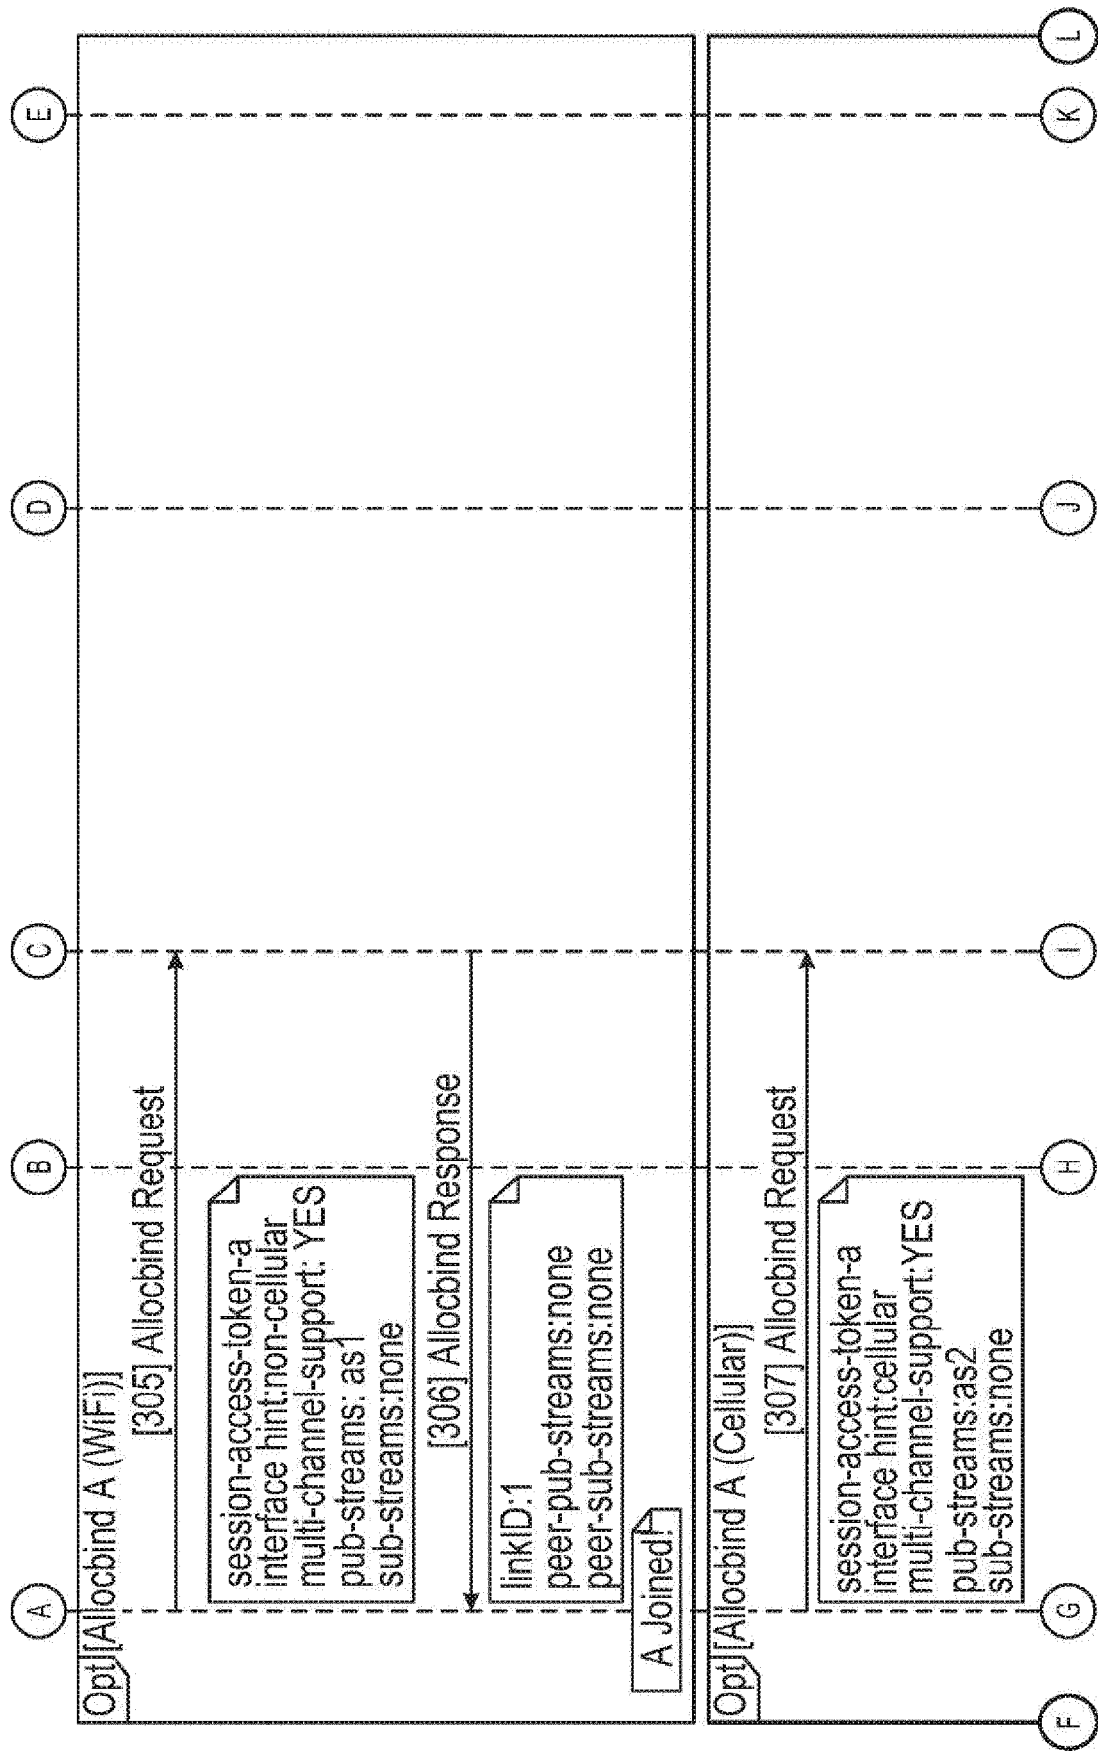 A
B
C
D
E
Opt [Allocbind A (WiFi)]
[305] Allocbind Request
session-access-token-a
interface hint:non-cellular
multi-channel-support: YES
pub-streams: as1
sub-streams:none
[306] Allocbind Response
linkID:1
peer-pub-streams:none
peer-sub-streams:none
A Joined!
Opt [Allocbind A (Cellular)]
[307] Allocbind Request
session-access-token-a
interface hint:cellular
multi-channel-support:YES
pub-streams:as2
sub-streams:none
F
G
H
I
J
K
L